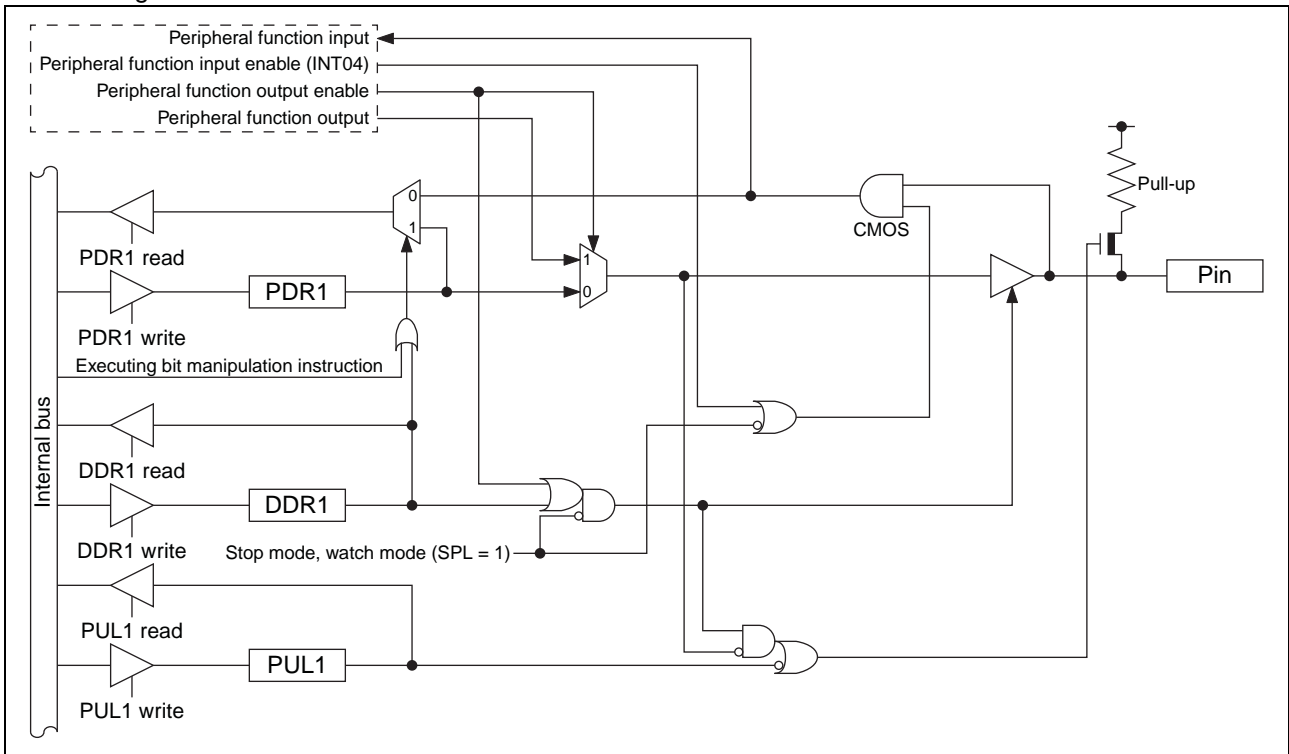 Peripheral function input
Peripheral function input enable (INT04)
Peripheral function output enable
Peripheral function output
Pull-up
0
1
CMOS
PDR1 read
1
0
Pin
PDR1
PDR1 write
Executing bit manipulation instruction
Internal bus
DDR1 read
DDR1
DDR1 write
Stop mode, watch mode (SPL = 1)
PUL1 read
PUL1
PUL1 write